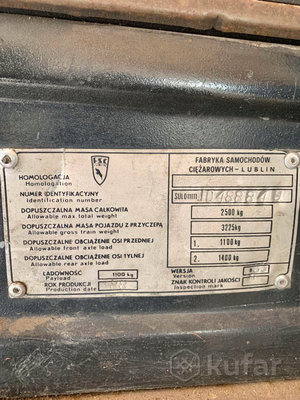 FSC
FABRYKA SAMOCHODÓW
CIĘŻAROWYCH – LUBLIN
HOMOLOGACJA
Homologation
NUMER IDENTYFIKACYJNY
Identification number
DOPUSZCZALNA MASA CAŁKOWITA
Allowable max total weight
2500 kg
DOPUSZCZALNA MASA POJAZDU Z PRZYCZEPĄ
Allowable gross train weight
3225kg
DOPUSZCZALNE OBCIĄŻENIE OSI PRZEDNIEJ
Allowable front axle load
1. 1100 kg
DOPUSZCZALNE OBCIĄŻENIE OSI TYLNEJ
Allowable rear axle load
2. 1400 kg
ŁADOWNOŚĆ
Payload
1100 kg
WERSJA
Version
ROK PRODUKCJI
Production date
ZNAK KONTROLI JAKOŚCI
Inspection mark
kufar